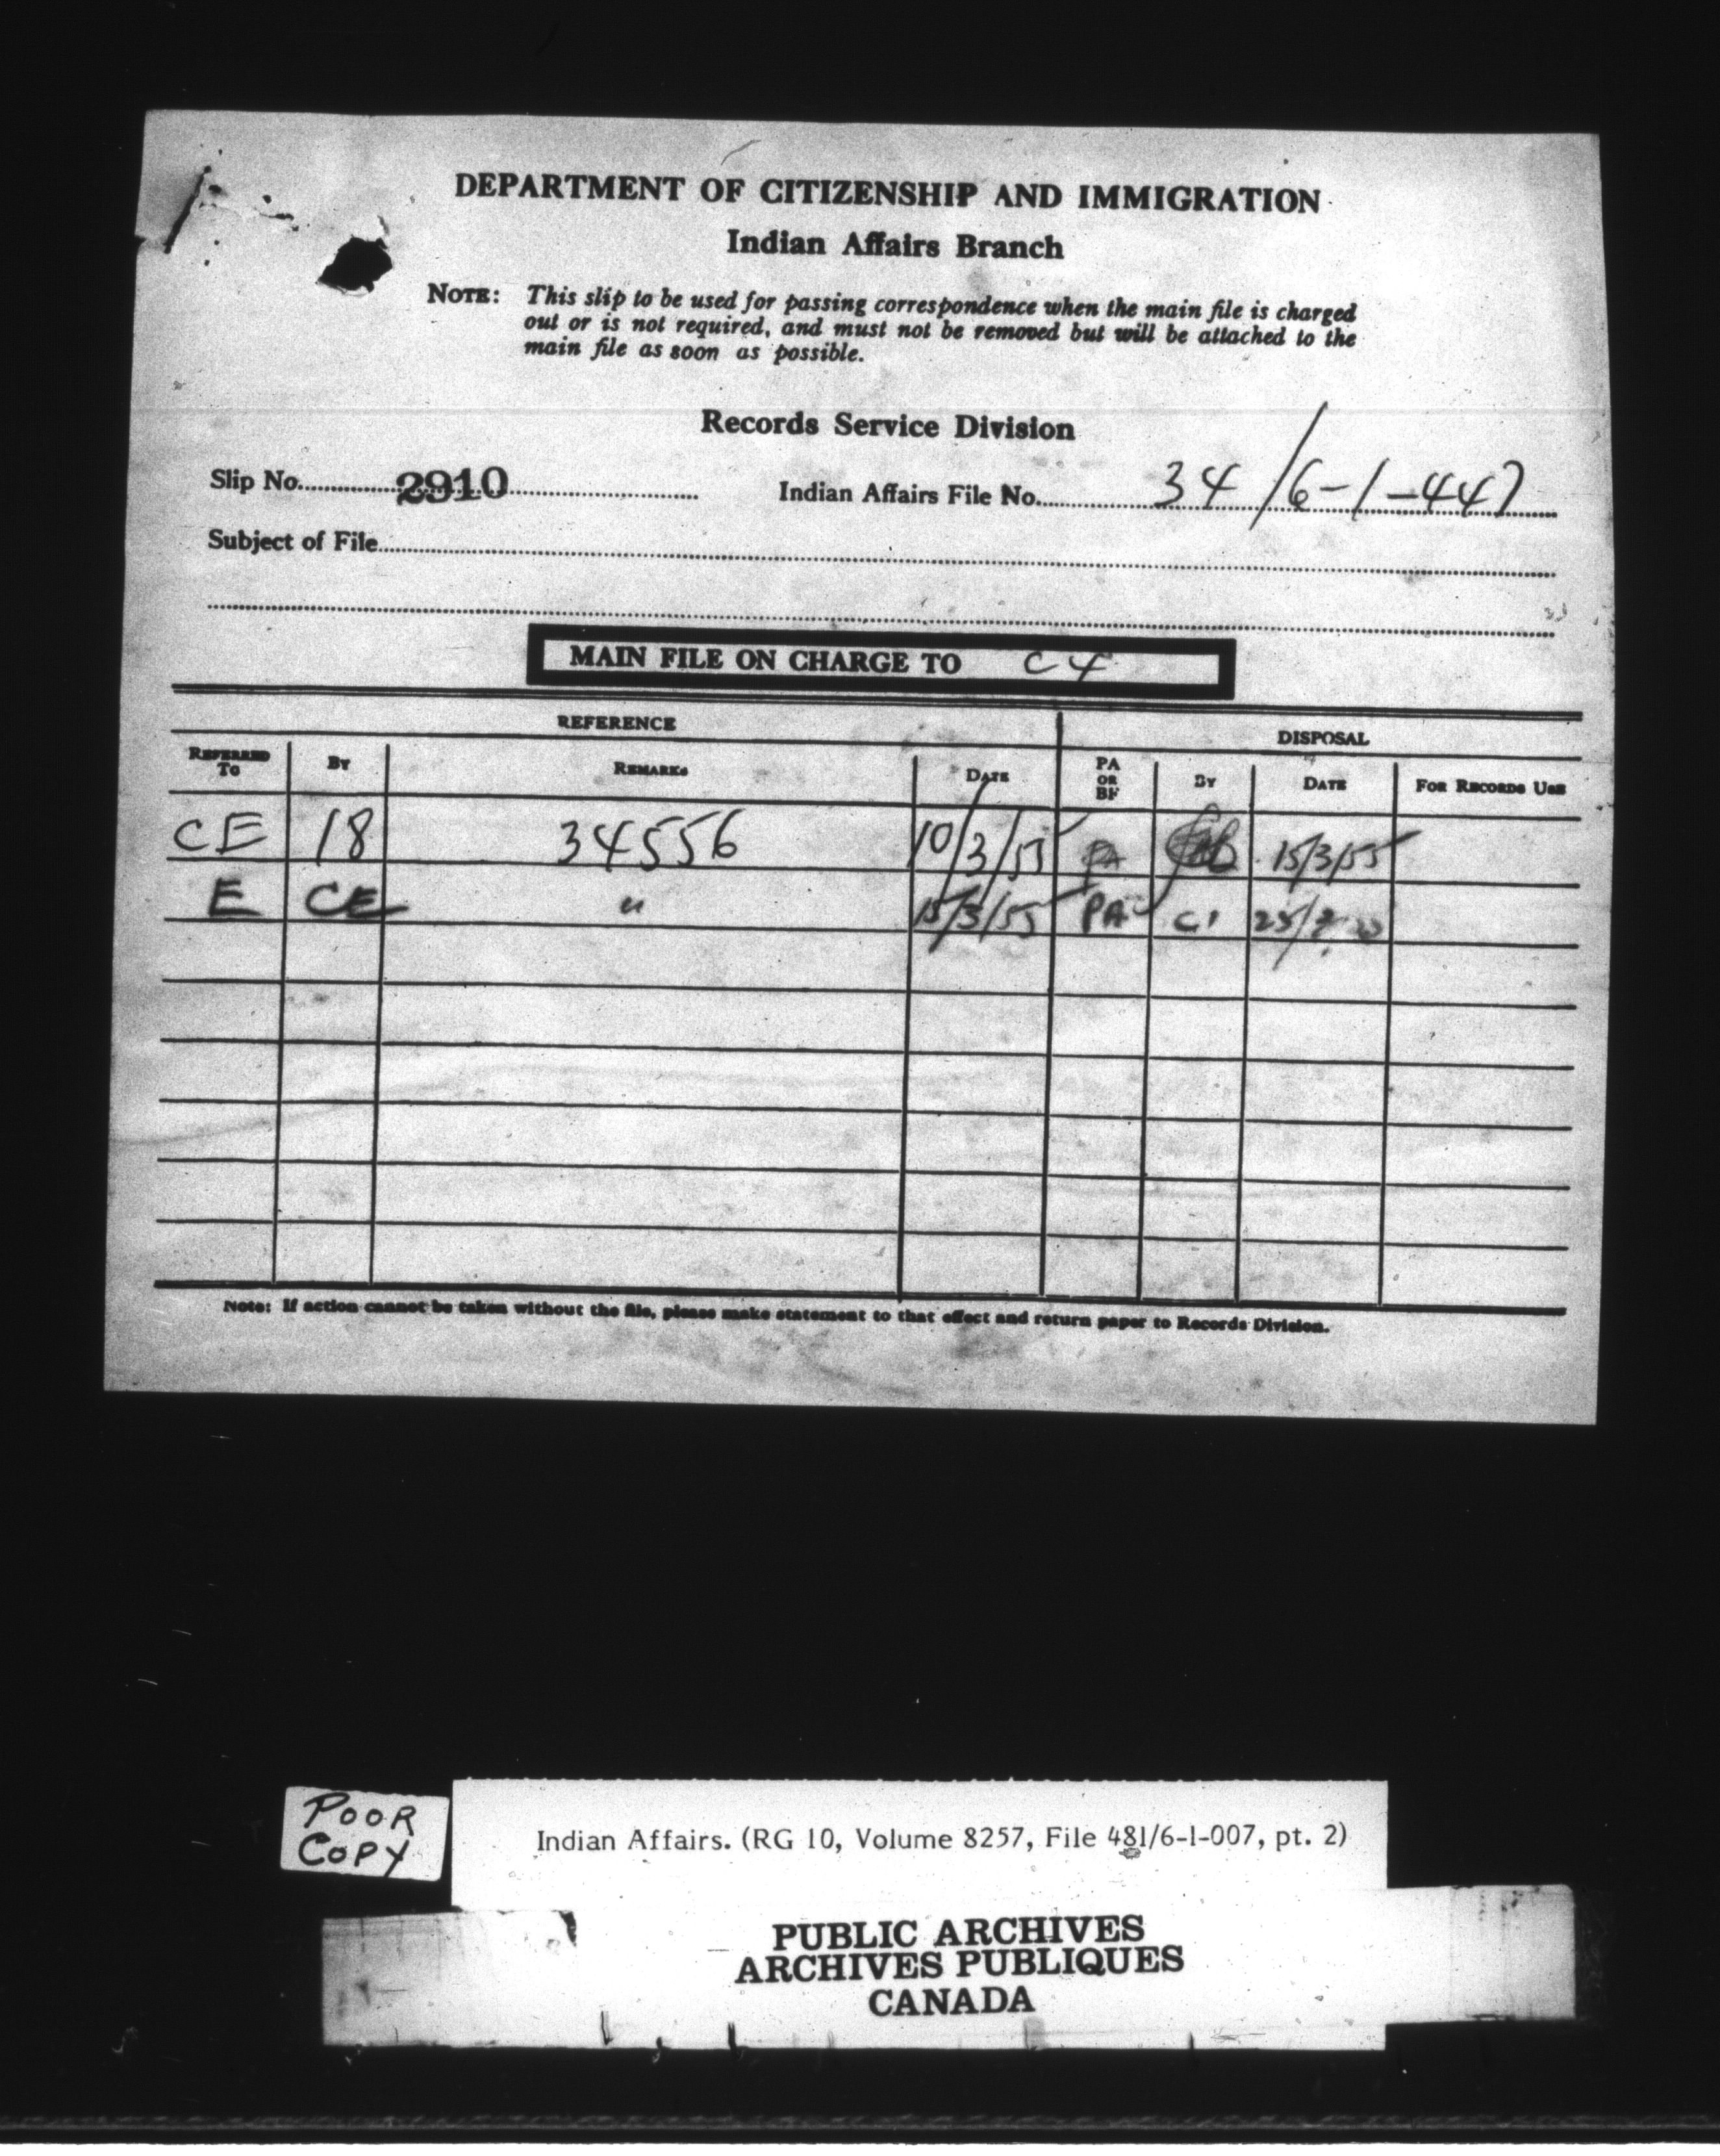 DEPARTMENT OF CITIZENSHIP AND IMMIGRATION
Indian Affairs Branch
NOTE: This slip to be used for passing correspondence when the main file is charged
out or is not required, and must not be removed but will be attached to the
main file as soon as possible.
Records Service Division
Slip No. 2910 Indian Affairs File No. 34/6-1-447
Subject of File
MAIN FILE ON CHARGE TO C4
REFERENCE DISPOSAL
REFERRED TO BY REMARKS DATE PA OR BF BY DATE FOR RECORDS USE
CE 18 34556 10/3/55 PA 15/3/55
E CE " 15/3/55 PA C1
Note: If action cannot be taken without the file, please make statement to that effect and return paper to Records Division.
POOR
COPY
Indian Affairs. (RG 10, Volume 8257, File 481/6-1-007, pt. 2)
PUBLIC ARCHIVES
ARCHIVES PUBLIQUES
CANADA